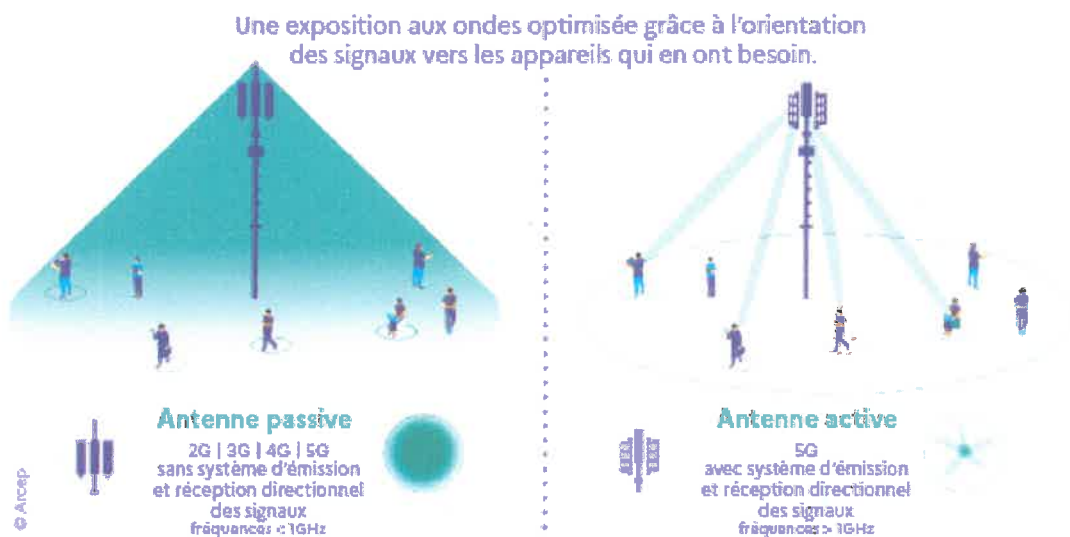 Une exposition aux ondes optimisée grâce à l'orientation
des signaux vers les appareils qui en ont besoin.
Antenne passive
2G | 3G | 4G | 5G
sans système d'émission
et réception directionnel
des signaux
fréquences < 1GHz
Antenne active
5G
avec système d'émission
et réception directionnel
des signaux
fréquences > 1GHz
© Arcep